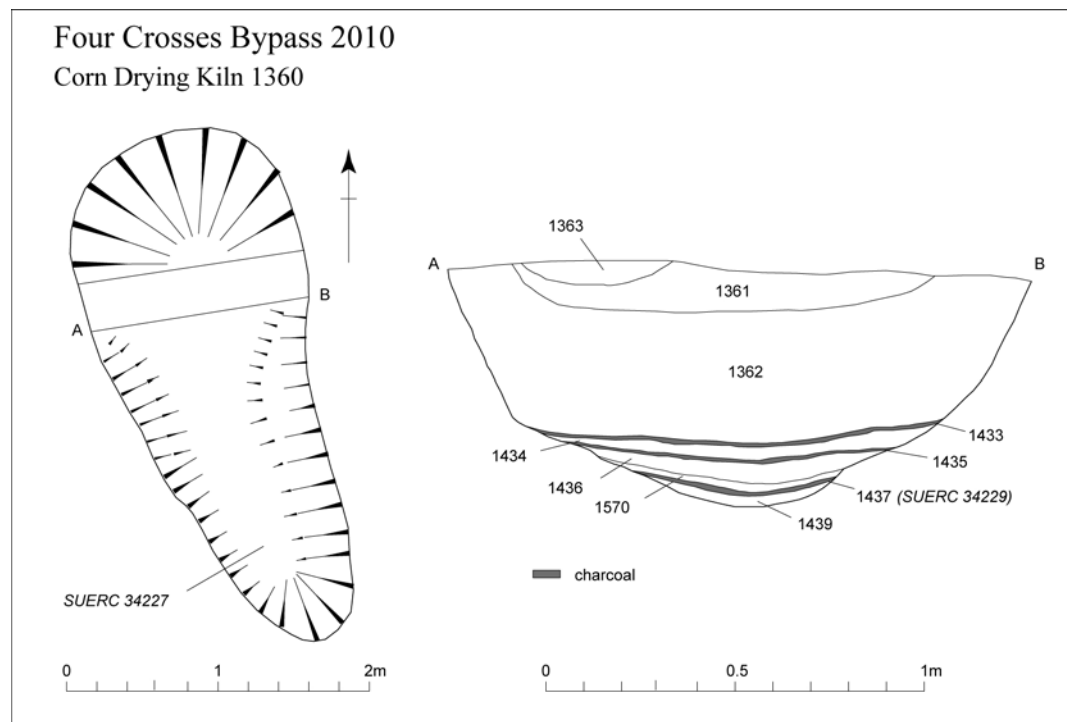 Four Crosses Bypass 2010
Corn Drying Kiln 1360
A
B
SUERC 34227
0 1 2m
A
B
1363
1361
1362
1433
1434
1435
1436
1437 (SUERC 34229)
1570
1439
charcoal
0 0.5 1m